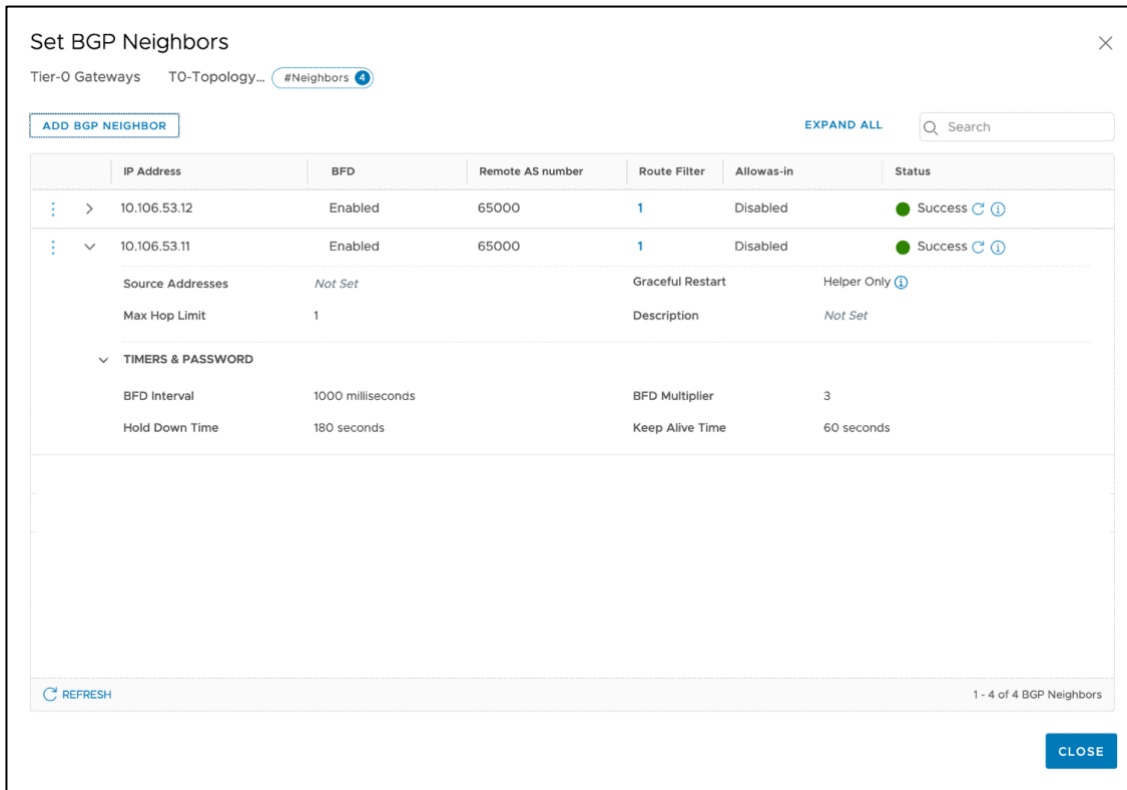 Set BGP Neighbors
Tier-0 Gateways T0-Topology... #Neighbors 4
ADD BGP NEIGHBOR EXPAND ALL Search
IP Address BFD Remote AS number Route Filter Allowas-in Status
10.106.53.12 Enabled 65000 1 Disabled Success
10.106.53.11 Enabled 65000 1 Disabled Success
Source Addresses Not Set Graceful Restart Helper Only
Max Hop Limit 1 Description Not Set
TIMERS & PASSWORD
BFD Interval 1000 milliseconds BFD Multiplier 3
Hold Down Time 180 seconds Keep Alive Time 60 seconds
REFRESH 1 - 4 of 4 BGP Neighbors
CLOSE